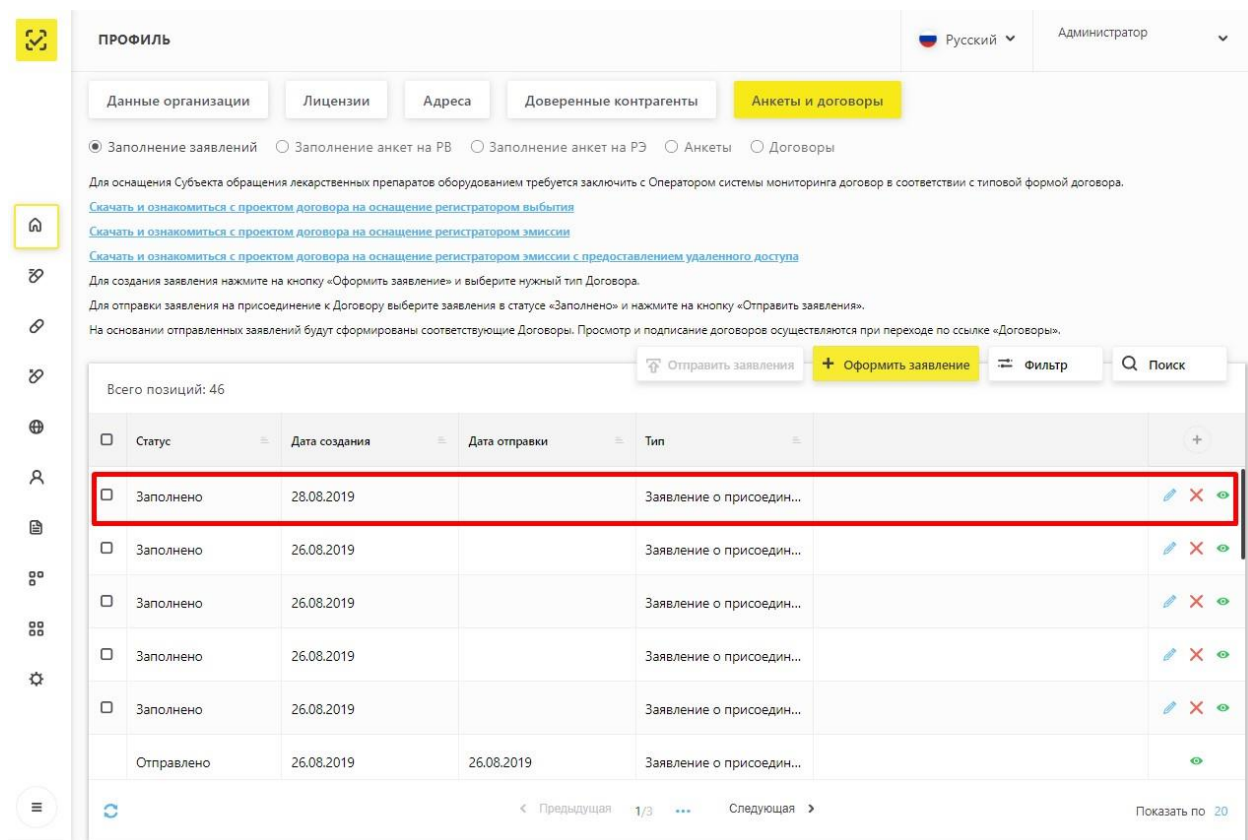 ПРОФИЛЬ
Русский
Администратор
Данные организации
Лицензии
Адреса
Доверенные контрагенты
Анкеты и договоры
Заполнение заявлений
Заполнение анкет на РВ
Заполнение анкет на РЭ
Анкеты
Договоры
Для оснащения Субъекта обращения лекарственных препаратов оборудованием требуется заключить с Оператором системы мониторинга договор в соответствии с типовой формой договора.
Скачать и ознакомиться с проектом договора на оснащение регистратором выбытия
Скачать и ознакомиться с проектом договора на оснащение регистратором эмиссии
Скачать и ознакомиться с проектом договора на оснащение регистратором эмиссии с предоставлением удаленного доступа
Для создания заявления нажмите на кнопку «Оформить заявление» и выберите нужный тип Договора.
Для отправки заявления на присоединение к Договору выберите заявления в статусе «Заполнено» и нажмите на кнопку «Отправить заявления».
На основании отправленных заявлений будут сформированы соответствующие Договоры. Просмотр и подписание договоров осуществляются при переходе по ссылке «Договоры».
Отправить заявления
+ Оформить заявление
Фильтр
Поиск
Всего позиций: 46
Статус Дата создания Дата отправки Тип
Заполнено 28.08.2019 Заявление о присоедин...
Заполнено 26.08.2019 Заявление о присоедин...
Заполнено 26.08.2019 Заявление о присоедин...
Заполнено 26.08.2019 Заявление о присоедин...
Заполнено 26.08.2019 Заявление о присоедин...
Отправлено 26.08.2019 26.08.2019 Заявление о присоедин...
Предыдущая 1/3 ••• Следующая
Показать по 20